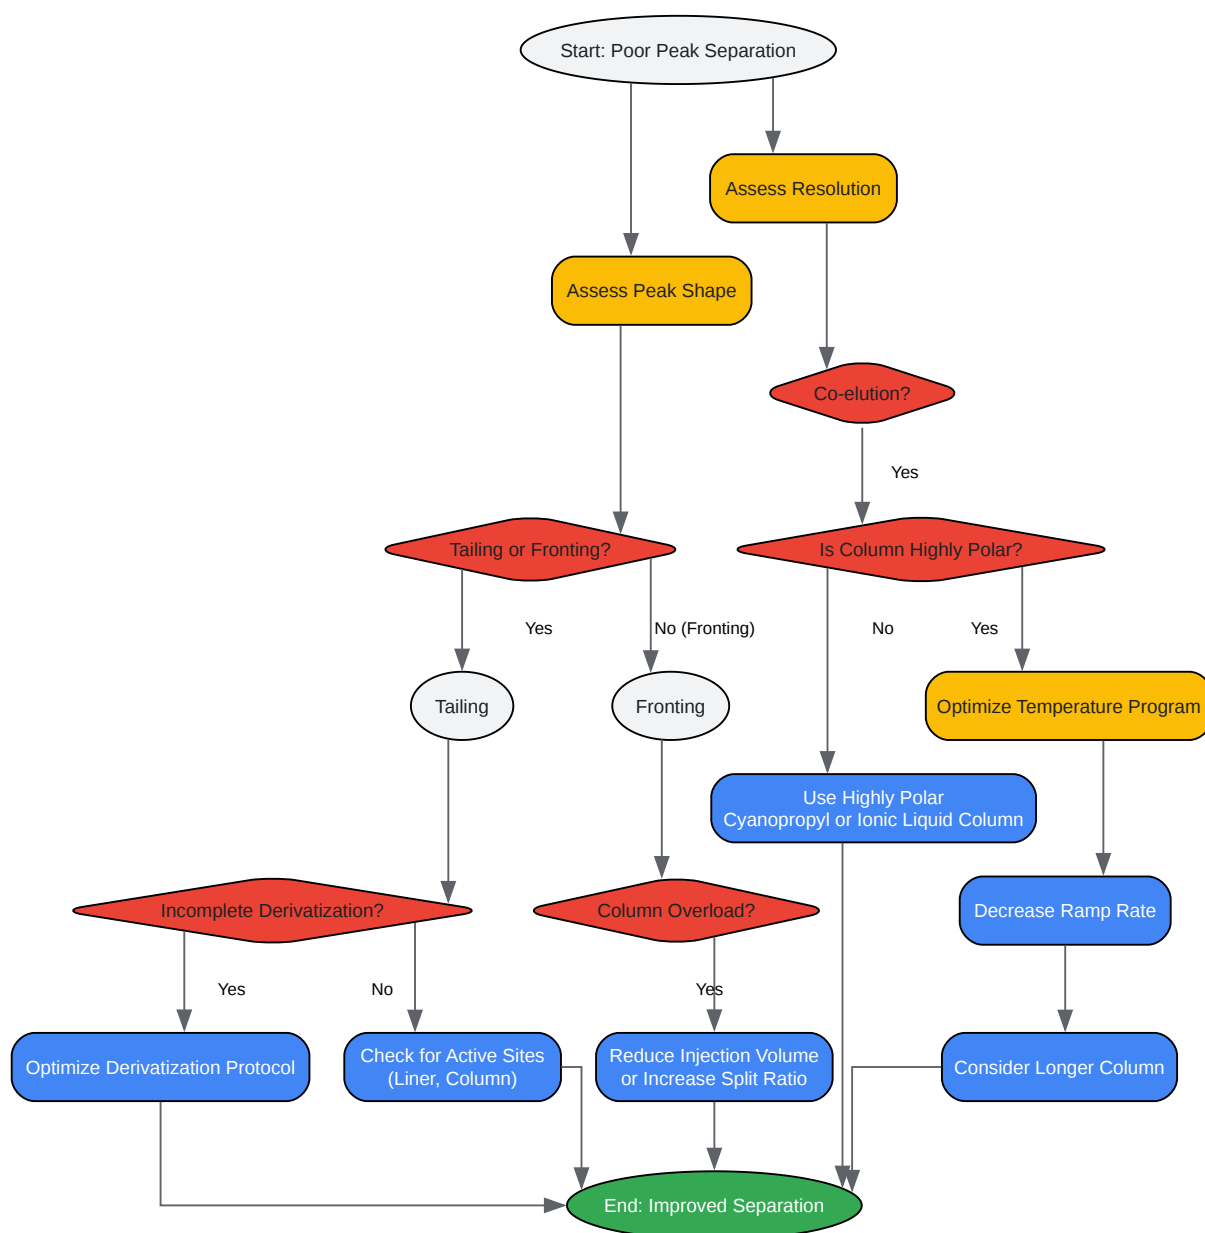 Start: Poor Peak Separation
Assess Resolution
Assess Peak Shape
Co-elution?
Yes
Tailing or Fronting?
Is Column Highly Polar?
Yes
No (Fronting)
No
Yes
Tailing
Fronting
Optimize Temperature Program
Use Highly Polar
Cyanopropyl or Ionic Liquid Column
Incomplete Derivatization?
Column Overload?
Decrease Ramp Rate
Yes
No
Yes
Optimize Derivatization Protocol
Check for Active Sites
(Liner, Column)
Reduce Injection Volume
or Increase Split Ratio
Consider Longer Column
End: Improved Separation